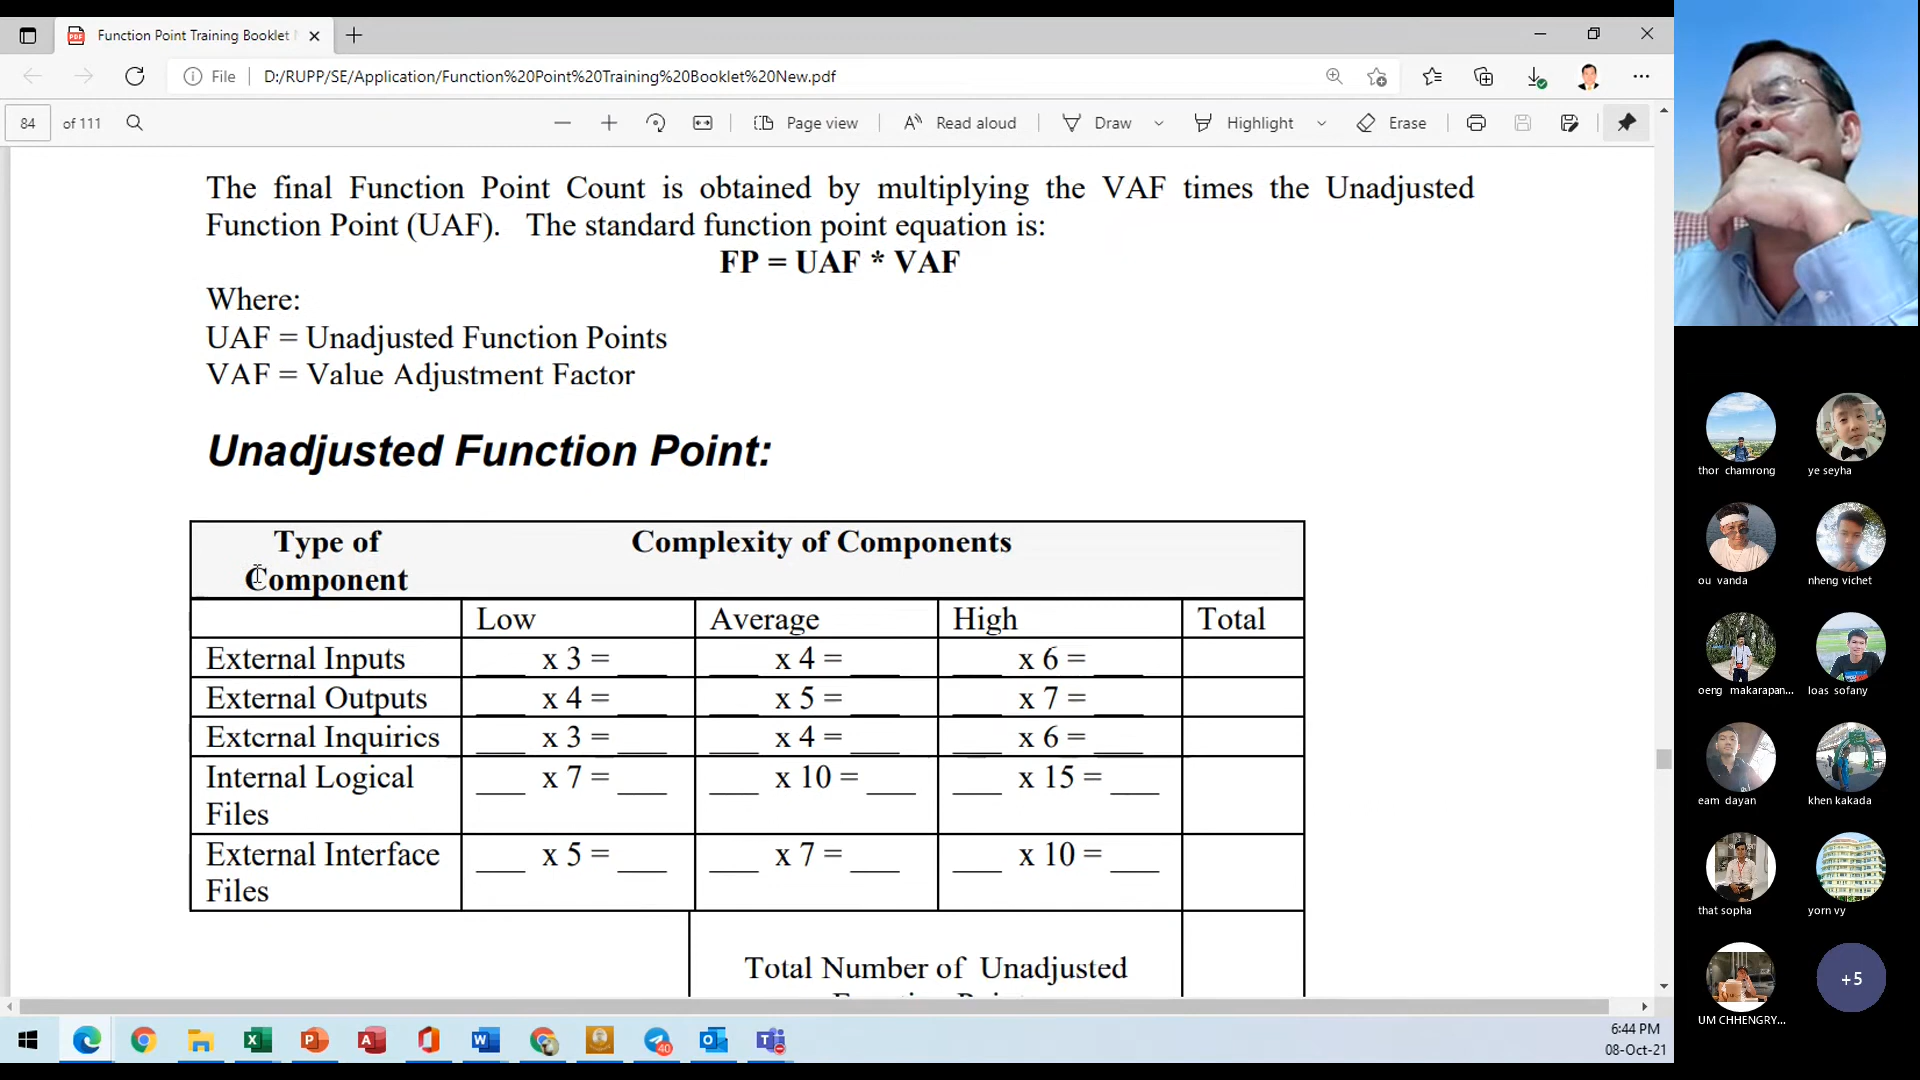 Function Point Training Booklet
File
D:/RUPP/SE/Application/Function%20Point%20Training%20Booklet%20New.pdf
84 of 111
Page view
Read aloud
Draw
Highlight
Erase
The final Function Point Count is obtained by multiplying the VAF times the Unadjusted
Function Point (UAF). The standard function point equation is:
FP = UAF * VAF
Where:
UAF = Unadjusted Function Points
VAF = Value Adjustment Factor
Unadjusted Function Point:
Type of Component
Complexity of Components
Low Average High Total
External Inputs ___ x 3 = ___ ___ x 4 = ___ ___ x 6 = ___
External Outputs ___ x 4 = ___ ___ x 5 = ___ ___ x 7 = ___
External Inquiries ___ x 3 = ___ ___ x 4 = ___ ___ x 6 = ___
Internal Logical Files ___ x 7 = ___ ___ x 10 = ___ ___ x 15 = ___
External Interface Files ___ x 5 = ___ ___ x 7 = ___ ___ x 10 = ___
Total Number of Unadjusted
thor chamrong
ye seyha
ou vanda
nheng vichet
oeng makarapan...
loas sofany
eam dayan
khen kakada
that sopha
yorn vy
UM CHHENGRY...
+5
40
6:44 PM
08-Oct-21